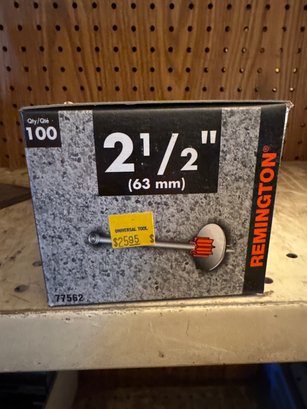 Qty/Qté
100
2 1/2"
(63 mm)
UNIVERSAL TOOL
$2595 $
REMINGTON®
77562